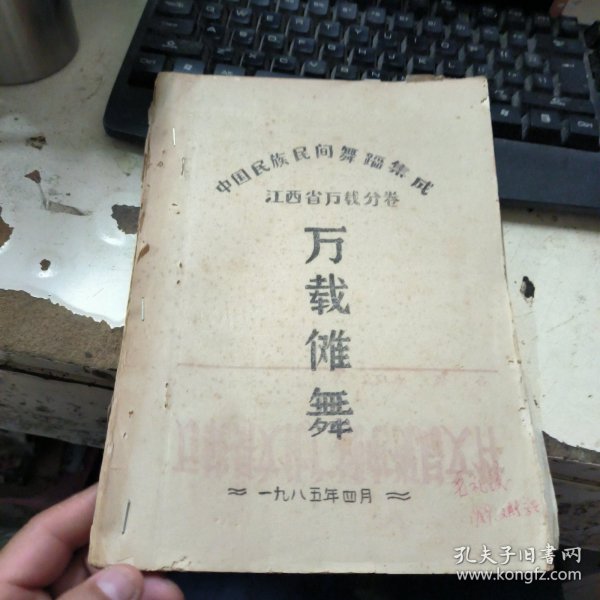 中国民族民间舞蹈集成
江西省万载分卷
万载傩舞
≈一九八五年四月≈
孔夫子旧书网
www.kongfz.com